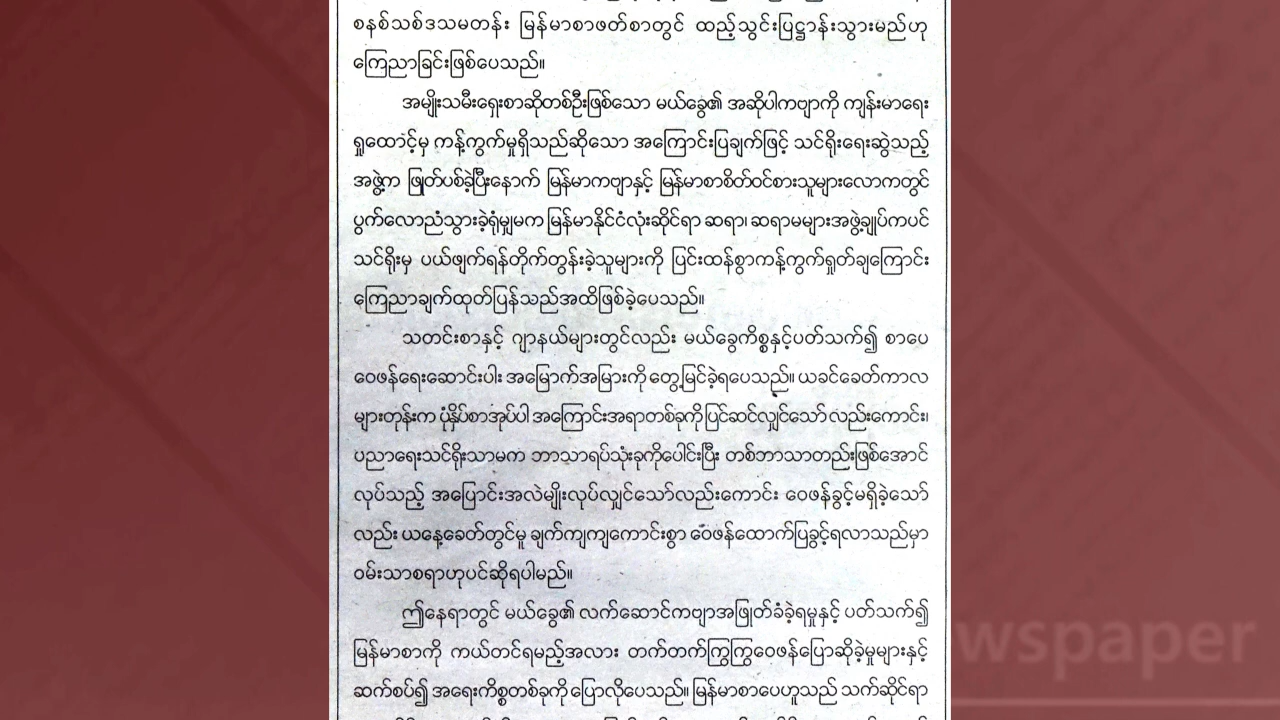 စနစ်သစ်ဒသမတန်း မြန်မာစာဖတ်စာတွင် ထည့်သွင်းပြဋ္ဌာန်းသွားမည်ဟု
ကြေညာခြင်းဖြစ်ပေသည်။
အမျိုးသမီးရှေးစာဆိုတစ်ဦးဖြစ်သော မယ်ခွေ၏ အဆိုပါကဗျာကို ကျန်းမာရေး
ရှုထောင့်မှ ကန့်ကွက်မှုရှိသည်ဆိုသော အကြောင်းပြချက်ဖြင့် သင်ရိုးရေးဆွဲသည့်
အဖွဲ့က ဖြုတ်ပစ်ခဲ့ပြီးနောက် မြန်မာကဗျာနှင့် မြန်မာစာစိတ်ဝင်စားသူများလောကတွင်
ပွက်လောညံသွားခဲ့ရုံမျှမက မြန်မာနိုင်ငံလုံးဆိုင်ရာ ဆရာ၊ ဆရာမများအဖွဲ့ချုပ်ကပင်
သင်ရိုးမှ ပယ်ဖျက်ရန်တိုက်တွန်းခဲ့သူများကို ပြင်းထန်စွာကန့်ကွက်ရှုတ်ချကြောင်း
ကြေညာချက်ထုတ်ပြန်သည်အထိဖြစ်ခဲ့ပေသည်။
သတင်းစာနှင့် ဂျာနယ်များတွင်လည်း မယ်ခွေကိစ္စနှင့်ပတ်သက်၍ စာပေ
ဝေဖန်ရေးဆောင်းပါး အမြောက်အမြားကို တွေ့မြင်ခဲ့ရပေသည်။ ယခင်ခေတ်ကာလ
များတုန်းက ပုံနှိပ်စာအုပ်ပါ အကြောင်းအရာတစ်ခုကို ပြင်ဆင်လျှင်သော် လည်းကောင်း၊
ပညာရေးသင်ရိုးသာမက ဘာသာရပ်သုံးခုကိုပေါင်းပြီး တစ်ဘာသာတည်းဖြစ်အောင်
လုပ်သည့် အပြောင်းအလဲမျိုးလုပ်လျှင်သော်လည်းကောင်း ဝေဖန်ခွင့်မရှိခဲ့သော်
လည်း ယနေ့ခေတ်တွင်မူ ချက်ကျကျကောင်းစွာ ဝေဖန်ထောက်ပြခွင့်ရလာသည်မှာ
ဝမ်းသာစရာဟုပင်ဆိုရပါမည်။
ဤနေရာတွင် မယ်ခွေ၏ လက်ဆောင်ကဗျာအဖြုတ်ခံခဲ့ရမှုနှင့် ပတ်သက်၍
မြန်မာစာကို ကယ်တင်ရမည့်အလား တက်တက်ကြွကြွဝေဖန်ပြောဆိုခဲ့မှုများနှင့်
ဆက်စပ်၍ အရေးကိစ္စတစ်ခုကို ပြောလိုပေသည်။ မြန်မာစာပေဟူသည် သက်ဆိုင်ရာ